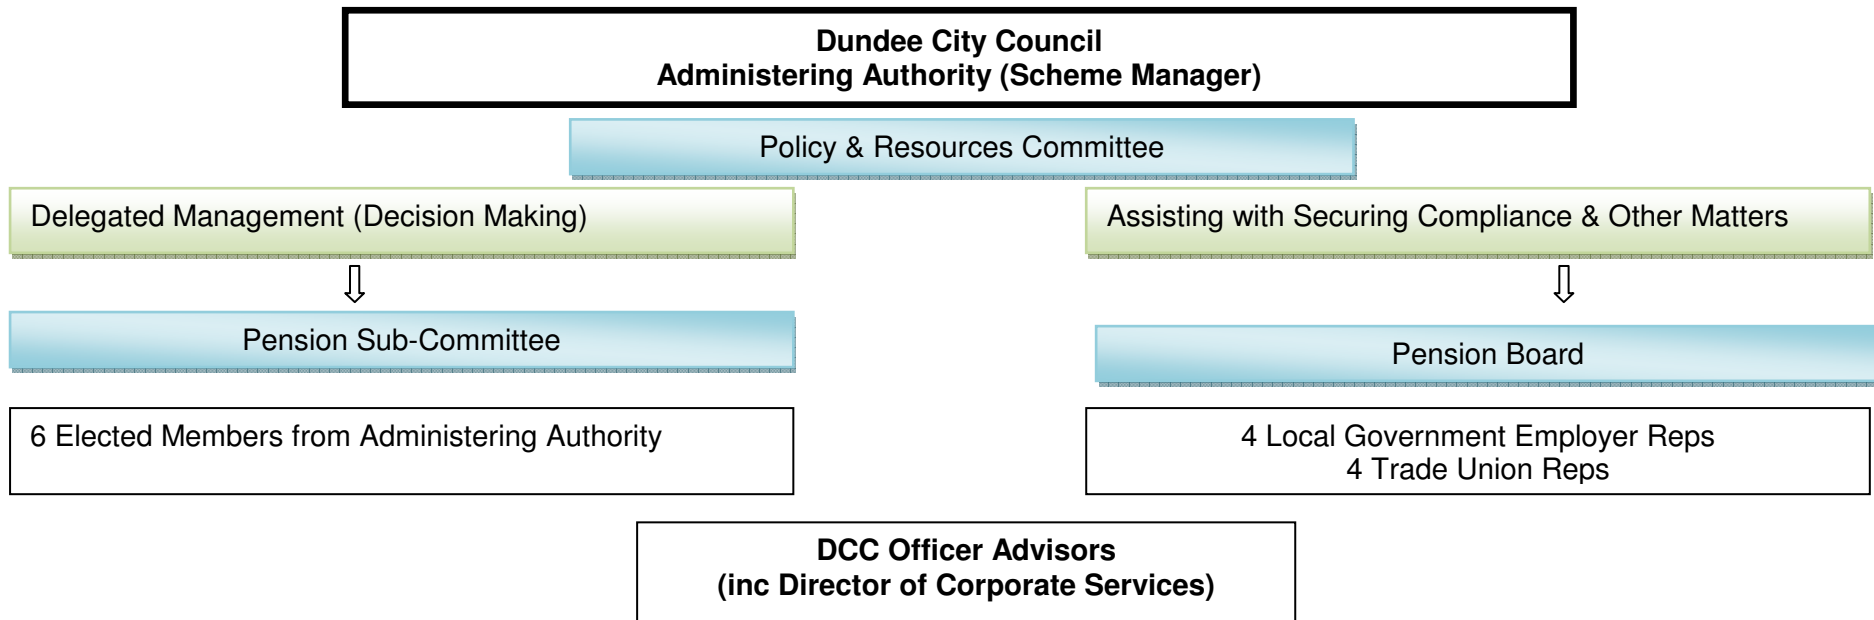 Dundee City Council
Administering Authority (Scheme Manager)
Policy & Resources Committee
Delegated Management (Decision Making)
Assisting with Securing Compliance & Other Matters
Pension Sub-Committee
Pension Board
6 Elected Members from Administering Authority
4 Local Government Employer Reps
4 Trade Union Reps
DCC Officer Advisors
(inc Director of Corporate Services)